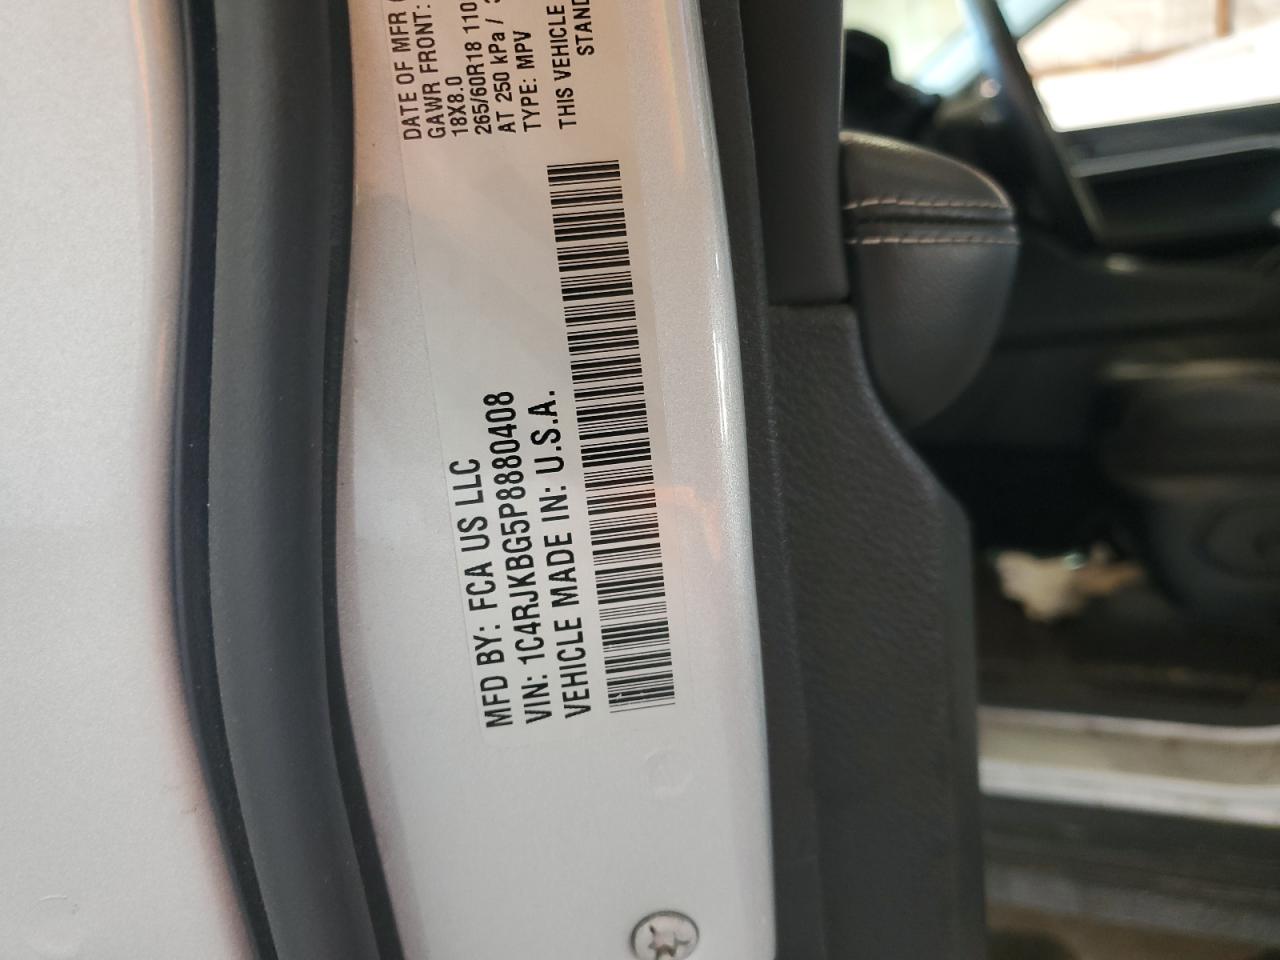 MFD BY: FCA US LLC
VIN: 1C4RJKBG5P8880408
VEHICLE MADE IN: U.S.A.
DATE OF MFR
GAWR FRONT:
18X8.0
265/60R18 110
AT 250 kPa /
TYPE: MPV
THIS VEHICLE